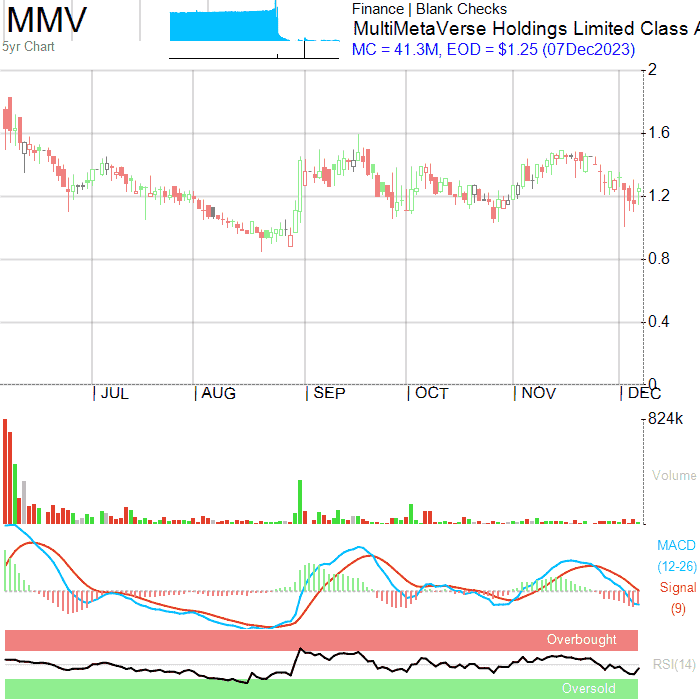 MMV
5yr Chart
Finance | Blank Checks
MultiMetaVerse Holdings Limited Class A
MC = 41.3M, EOD = $1.25 (07Dec2023)
2
1.6
1.2
0.8
0.4
0
JUL AUG SEP OCT NOV DEC
824k
Volume
MACD
(12-26)
Signal
(9)
Overbought
RSI(14)
Oversold